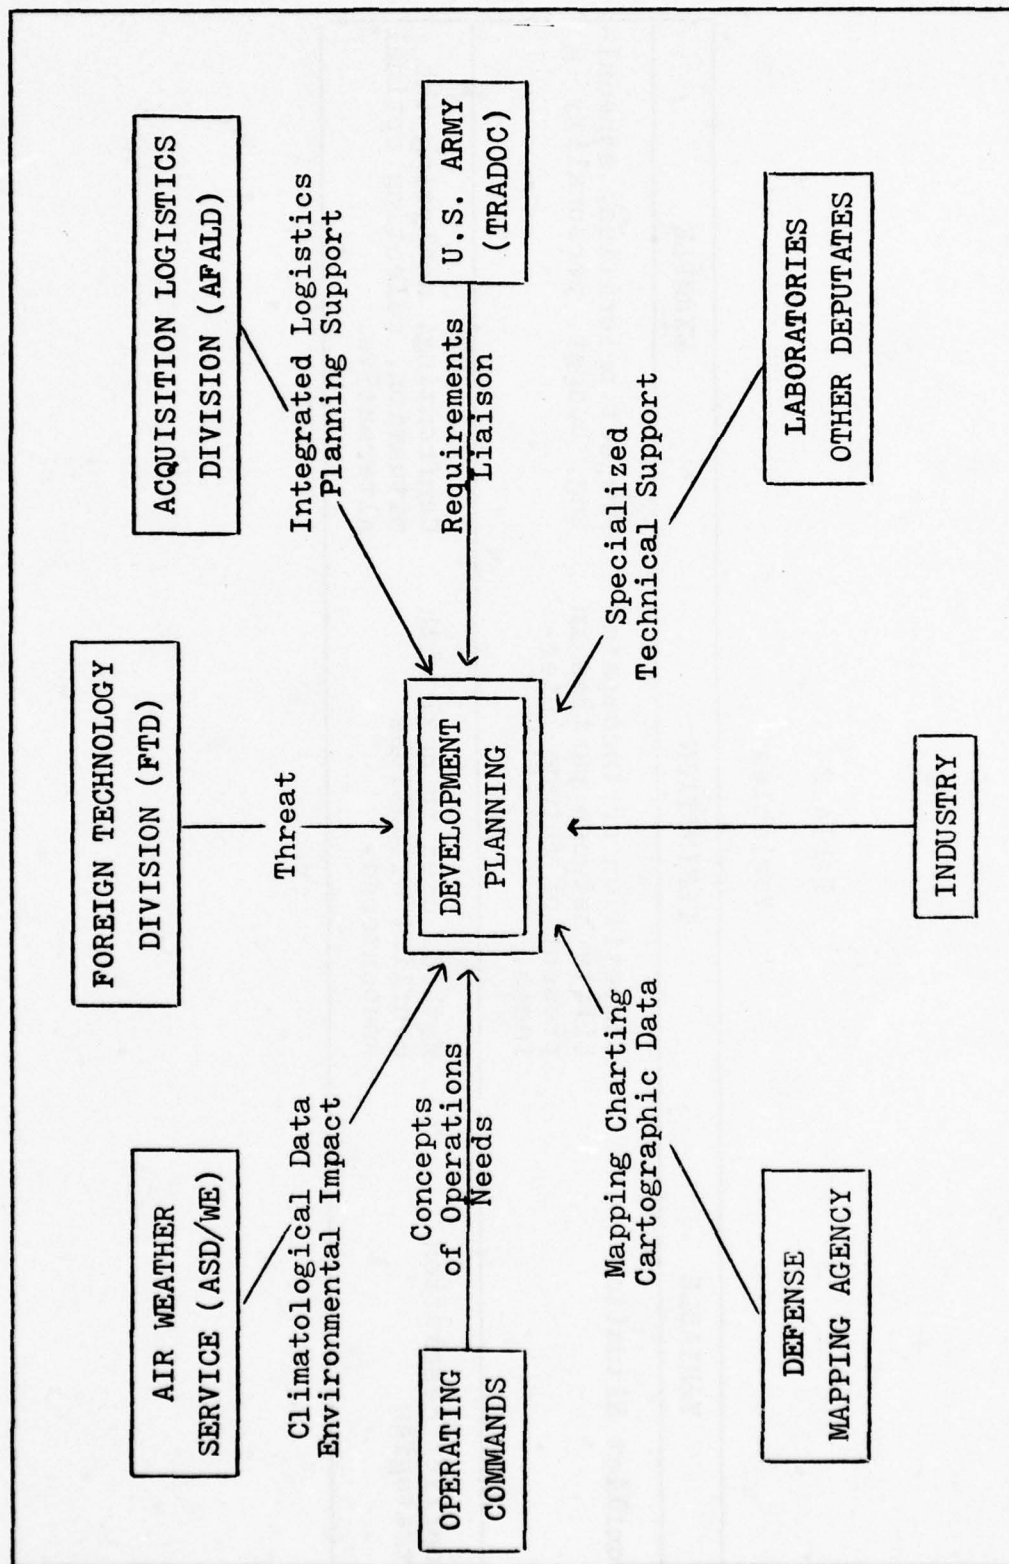 AIR WEATHER
SERVICE (ASD/WE)
FOREIGN TECHNOLOGY
DIVISION (FTD)
ACQUISITION LOGISTICS
DIVISION (AFALD)
Climatological Data
Environmental Impact
Threat
Integrated Logistics
Planning Support
OPERATING
COMMANDS
Concepts
of Operations
Needs
DEVELOPMENT
PLANNING
Requirements
Liaison
U.S. ARMY
(TRADOC)
Mapping Charting
Cartographic Data
Specialized
Technical Support
DEFENSE
MAPPING AGENCY
INDUSTRY
LABORATORIES
OTHER DEPUTATES